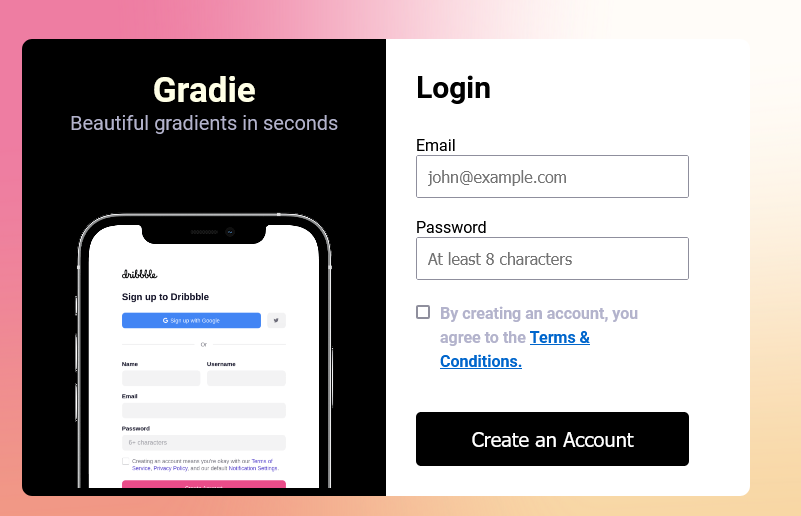 Gradie
Beautiful gradients in seconds
dribbble
Sign up to Dribbble
G Sign up with Google
Or
Name Username
Email
Password
6+ characters
Creating an account means you're okay with our Terms of
Service, Privacy Policy, and our default Notification Settings.
Login
Email
john@example.com
Password
At least 8 characters
By creating an account, you
agree to the Terms &
Conditions.
Create an Account